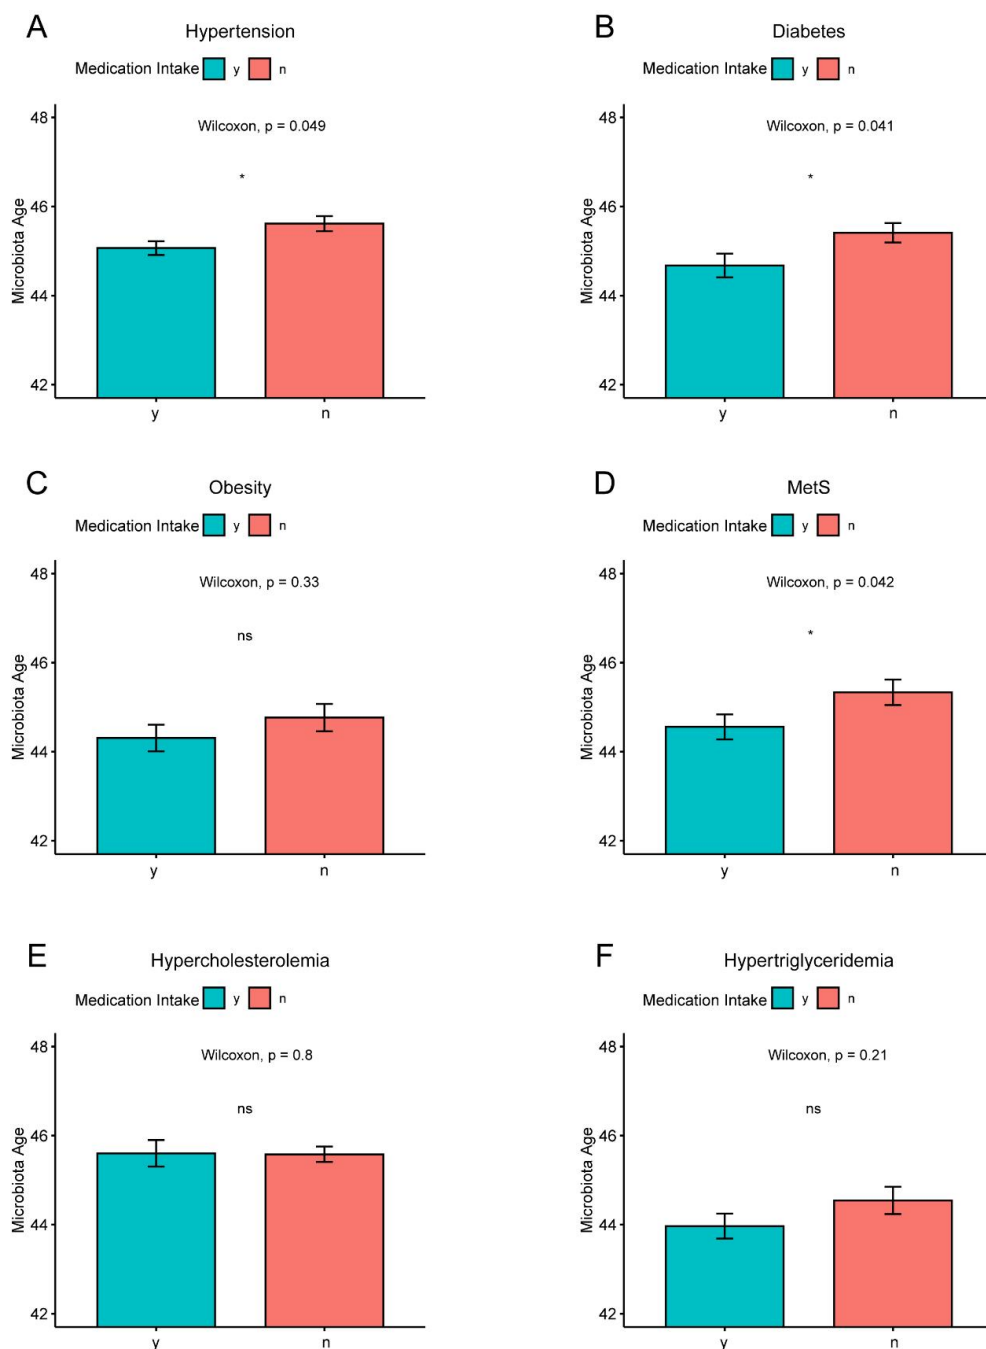 A
Hypertension
Medication Intake y n
Wilcoxon, p = 0.049
*
Microbiota Age
48
46
44
42
y n
B
Diabetes
Medication Intake y n
Wilcoxon, p = 0.041
*
Microbiota Age
48
46
44
42
y n
C
Obesity
Medication Intake y n
Wilcoxon, p = 0.33
ns
Microbiota Age
48
46
44
42
y n
D
MetS
Medication Intake y n
Wilcoxon, p = 0.042
*
Microbiota Age
48
46
44
42
y n
E
Hypercholesterolemia
Medication Intake y n
Wilcoxon, p = 0.8
ns
Microbiota Age
48
46
44
42
y n
F
Hypertriglyceridemia
Medication Intake y n
Wilcoxon, p = 0.21
ns
Microbiota Age
48
46
44
42
y n